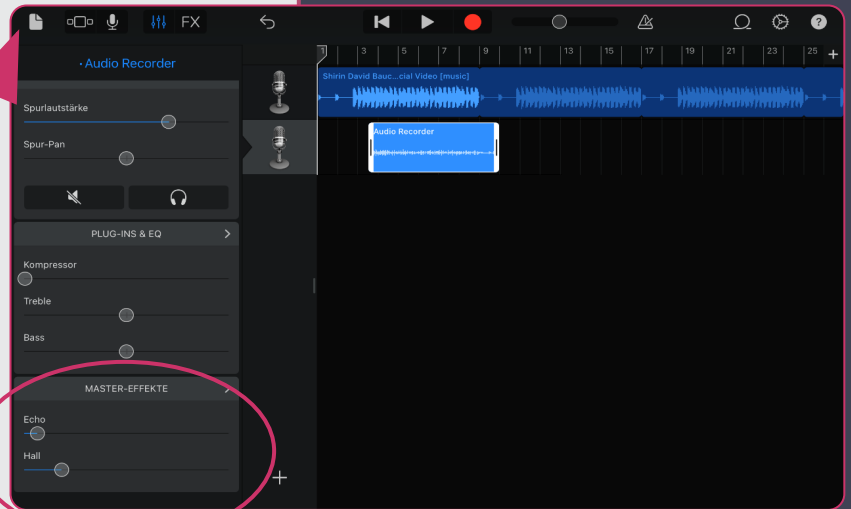 FX
?
1 3 5 7 9 11 13 15 17 19 21 23 25 +
• Audio Recorder
Shirin David Bauc...cial Video [music]
Spurlautstärke
Audio Recorder
Spur-Pan
PLUG-INS & EQ
Kompressor
Treble
Bass
MASTER-EFFEKTE
Echo
Hall